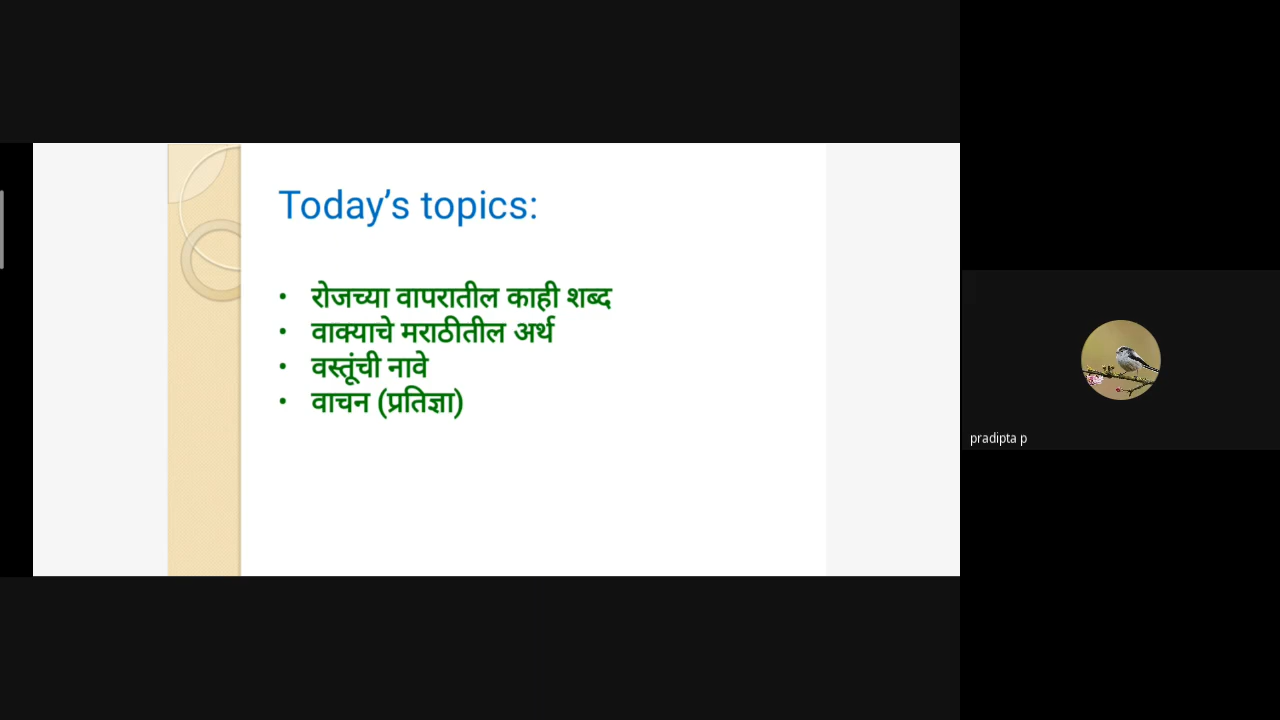 Today’s topics:
• रोजच्या वापरातील काही शब्द
• वाक्याचे मराठीतील अर्थ
• वस्तूंची नावे
• वाचन (प्रतिज्ञा)
pradipta p